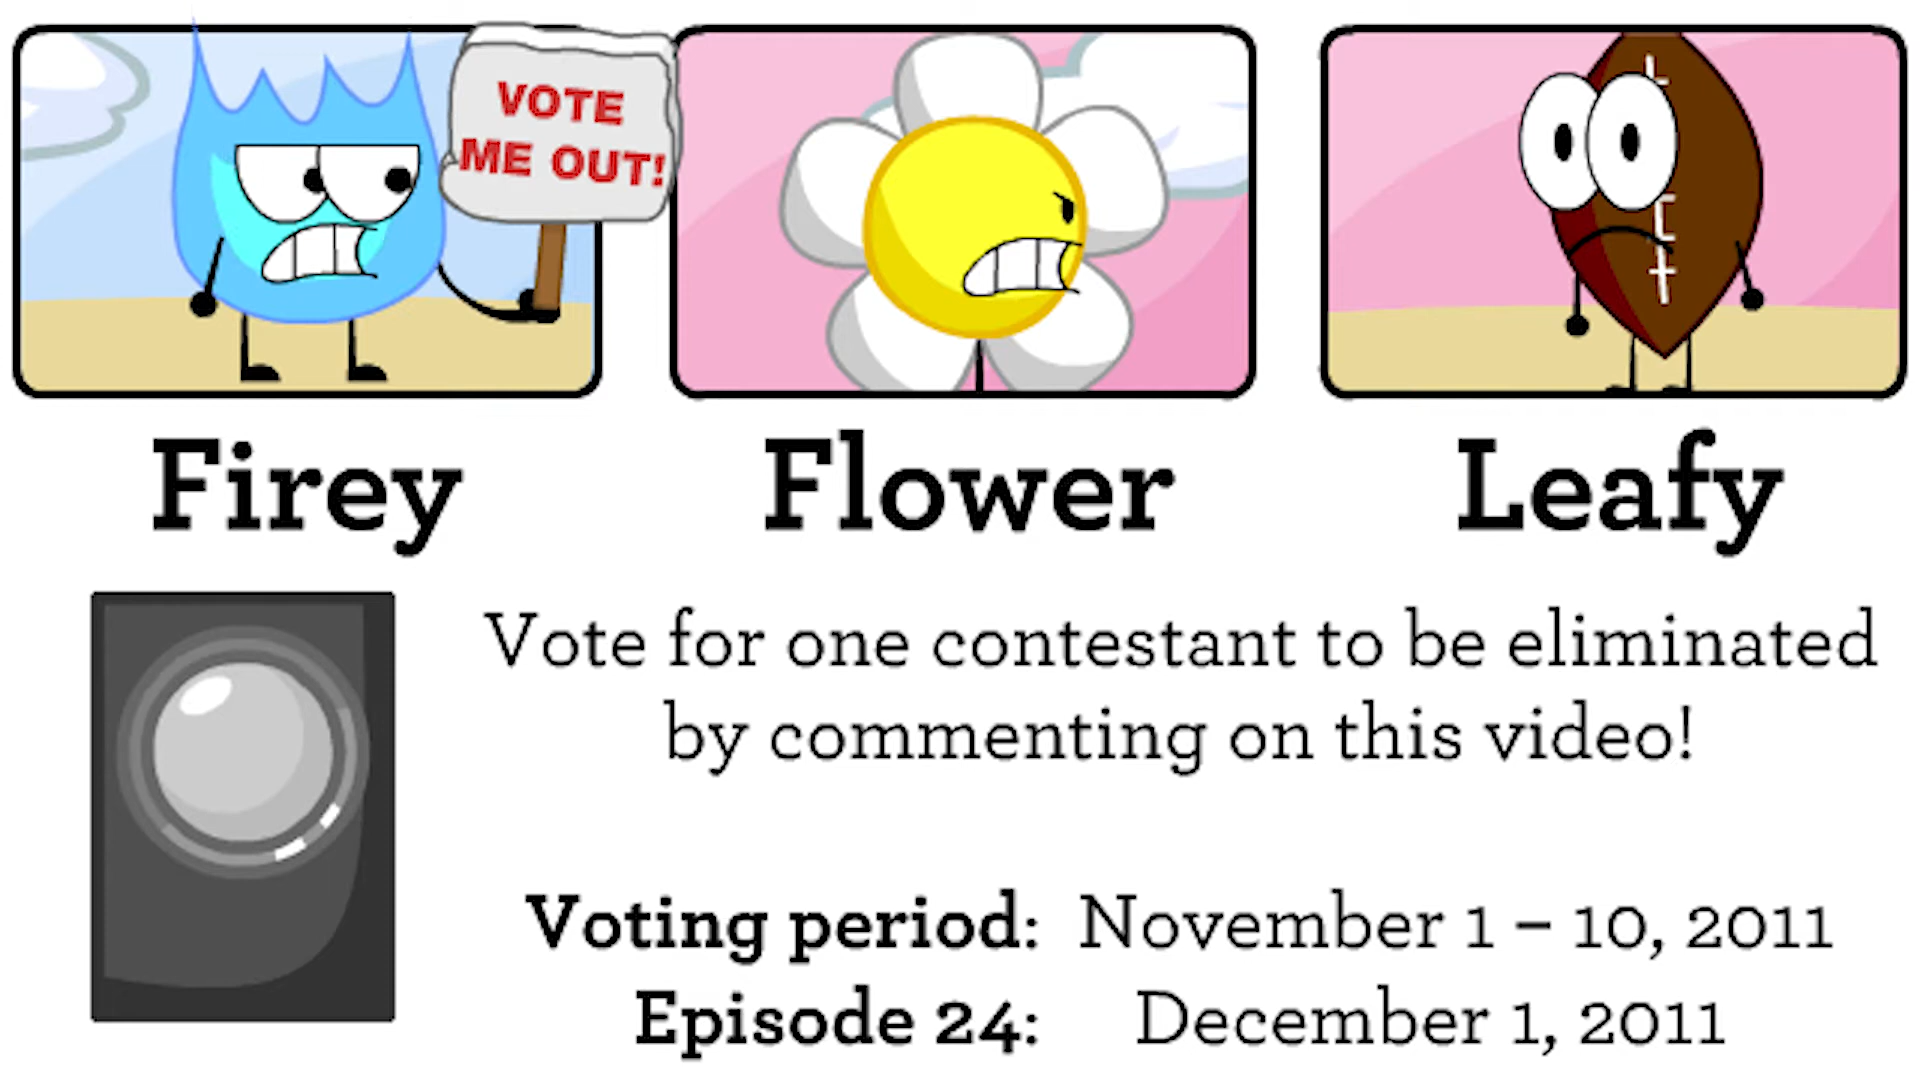 VOTE
ME OUT!
Firey
Flower
Leafy
Vote for one contestant to be eliminated
by commenting on this video!
Voting period: November 1 – 10, 2011
Episode 24: December 1, 2011